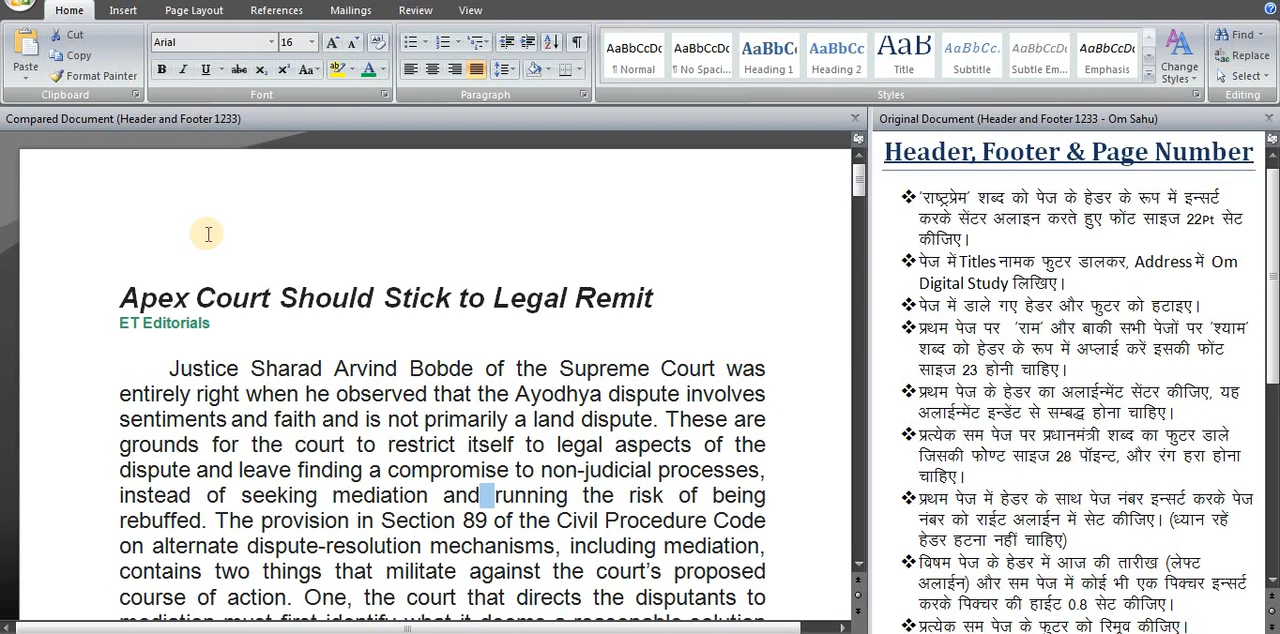 Home Insert Page Layout References Mailings Review View
Cut
Copy
Format Painter
Paste
Clipboard
Arial 16
Font
Paragraph
AaBbCcDc AaBbCcDc AaBbC AaBbCc AaB AaBbCc. AaBbCcDc AaBbCcDc
¶ Normal ¶ No Spaci... Heading 1 Heading 2 Title Subtitle Subtle Em... Emphasis
Change
Styles
Styles
Find
Replace
Select
Editing
Compared Document (Header and Footer 1233)
Apex Court Should Stick to Legal Remit
ET Editorials
Justice Sharad Arvind Bobde of the Supreme Court was
entirely right when he observed that the Ayodhya dispute involves
sentiments and faith and is not primarily a land dispute. These are
grounds for the court to restrict itself to legal aspects of the
dispute and leave finding a compromise to non-judicial processes,
instead of seeking mediation and running the risk of being
rebuffed. The provision in Section 89 of the Civil Procedure Code
on alternate dispute-resolution mechanisms, including mediation,
contains two things that militate against the court's proposed
course of action. One, the court that directs the disputants to
mediation must first identify what it deems a reasonable solution
Original Document (Header and Footer 1233 - Om Sahu)
Header, Footer & Page Number
❖ 'राष्ट्रप्रेम' शब्द को पेज के हेडर के रूप में इन्सर्ट
करके सेंटर अलाइन करते हुए फोंट साइज 22Pt सेट
कीजिए।
❖ पेज में Titles नामक फुटर डालकर, Address में Om
Digital Study लिखिए।
❖ पेज में डाले गए हेडर और फुटर को हटाइए।
❖ प्रथम पेज पर 'राम' और बाकी सभी पेजों पर 'श्याम'
शब्द को हेडर के रूप में अप्लाई करें इसकी फोंट
साइज 23 होनी चाहिए।
❖ प्रथम पेज के हेडर का अलाईन्मेंट सेंटर कीजिए, यह
अलाईन्मेंट इन्डेंट से सम्बद्ध होना चाहिए।
❖ प्रत्येक सम पेज पर प्रधानमंत्री शब्द का फुटर डाले
जिसकी फोण्ट साइज 28 पॉइन्ट, और रंग हरा होना
चाहिए।
❖ प्रथम पेज में हेडर के साथ पेज नंबर इन्सर्ट करके पेज
नंबर को राईट अलाईन में सेट कीजिए। (ध्यान रहें
हेडर हटना नहीं चाहिए)
❖ विषम पेज के हेडर में आज की तारीख (लेफ्ट
अलाईन) और सम पेज में कोई भी एक पिक्चर इन्सर्ट
करके पिक्चर की हाईट 0.8 सेट कीजिए।
❖ प्रत्येक सम पेज के फुटर को रिमूव कीजिए।